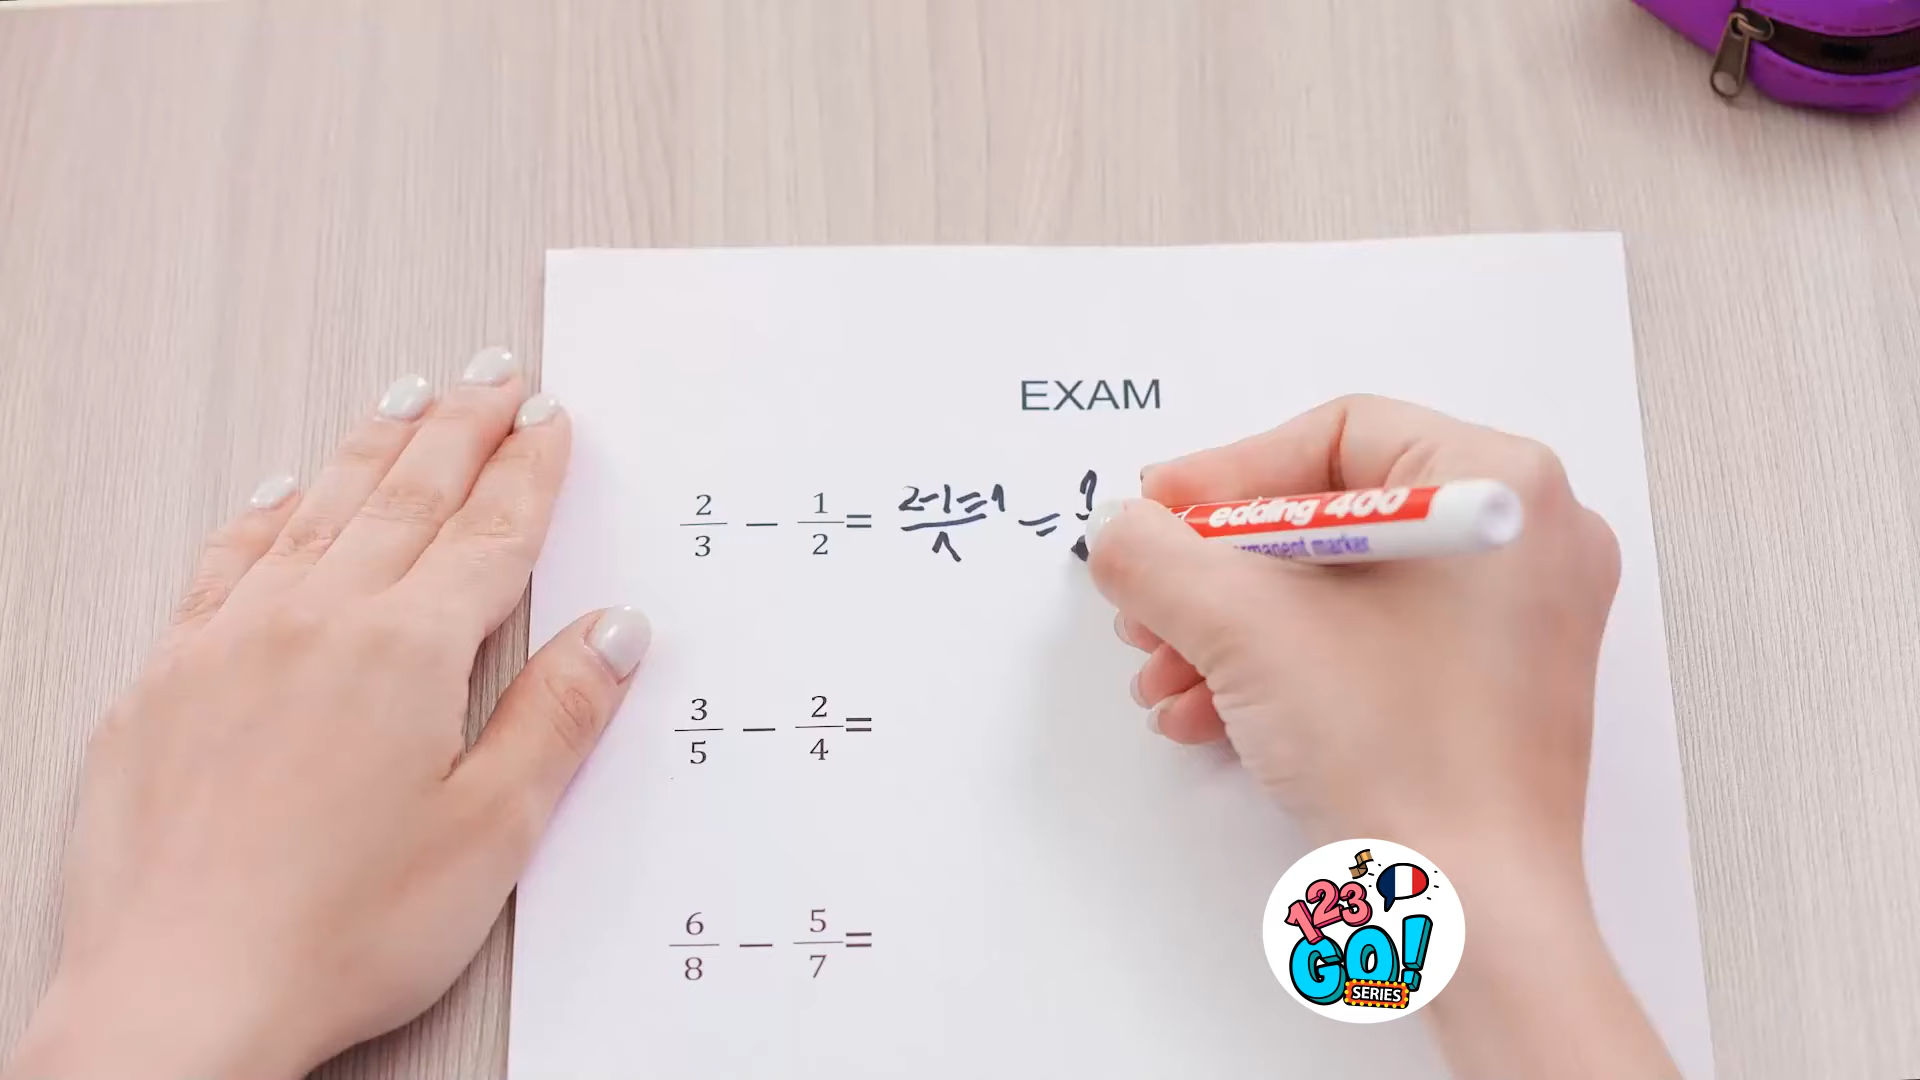 EXAM
2/3 − 1/2 = 2-1=1/1 = 1
3/5 − 2/4 =
6/8 − 5/7 =
edding 400
permanent marker
123 GO!
SERIES